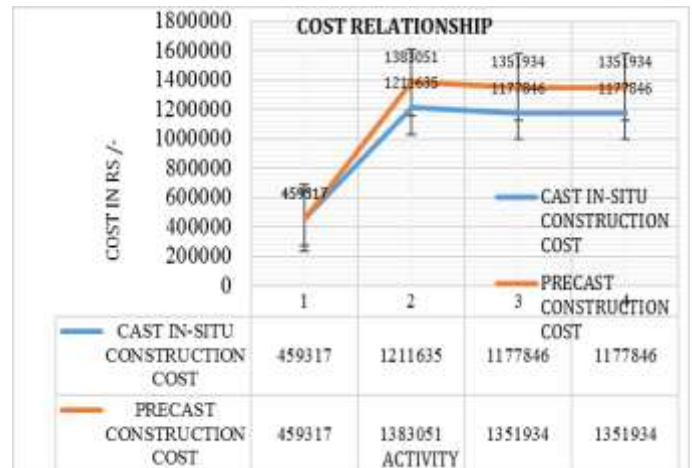 COST RELATIONSHIP
1800000
1600000
1400000
1200000
1000000
800000
600000
400000
200000
0
COST IN RS /-
1383051
1351934
1351934
1211635
1177846
1177846
459317
CAST IN-SITU
CONSTRUCTION
COST
PRECAST
CONSTRUCTION
COST
1 2 3 4
CAST IN-SITU
CONSTRUCTION
COST
459317 1211635 1177846 1177846
PRECAST
CONSTRUCTION
COST
459317 1383051 1351934 1351934
ACTIVITY